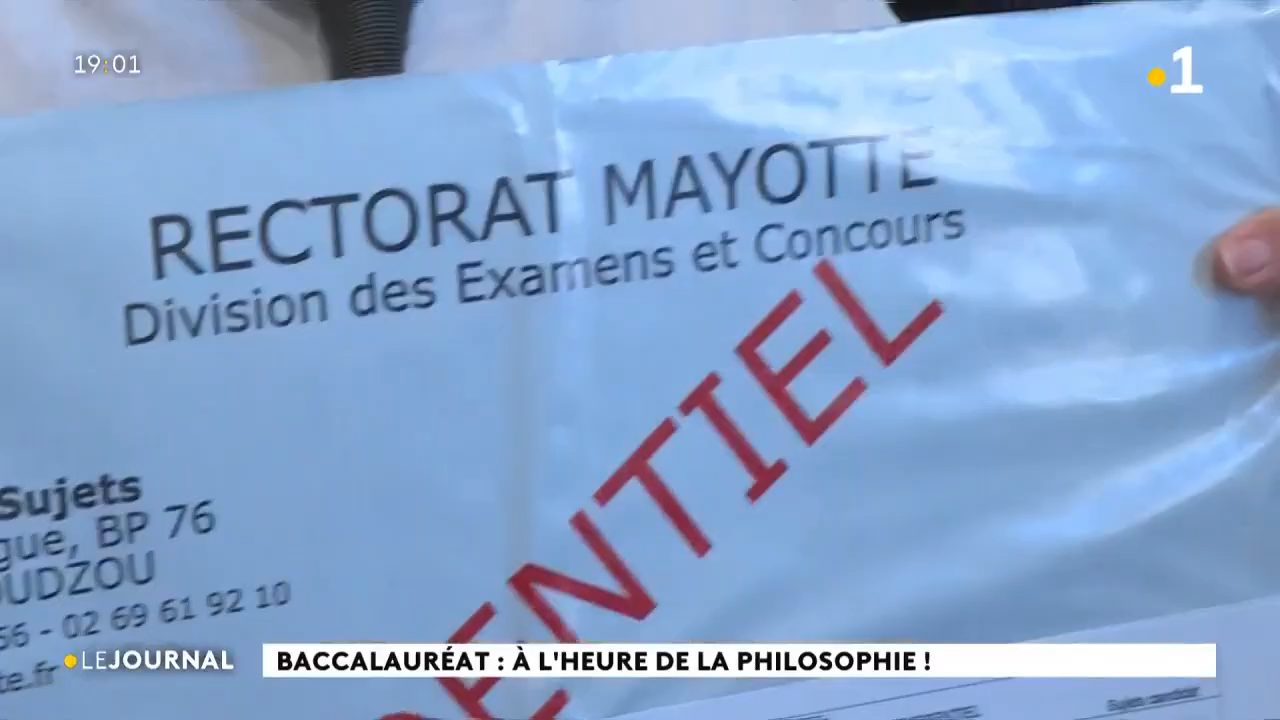 19:01
1
RECTORAT MAYOTTE
Division des Examens et Concours
ENTIEL
Sujets
gue, BP 76
OUDZOU
56 - 02 69 61 92 10
te.fr
LEJOURNAL
BACCALAURÉAT : À L'HEURE DE LA PHILOSOPHIE !